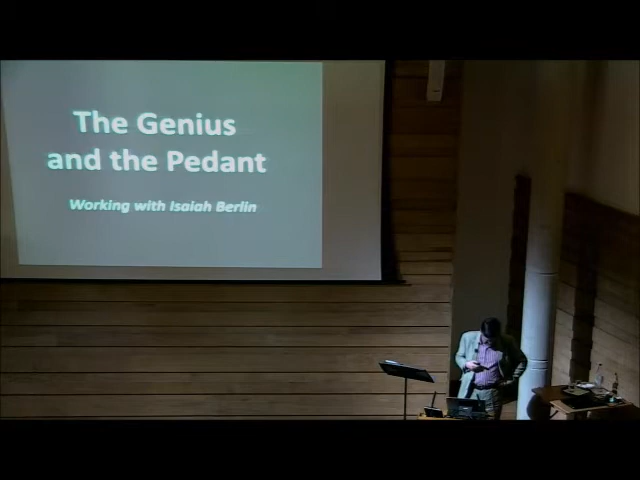 The Genius
and the Pedant
Working with Isaiah Berlin